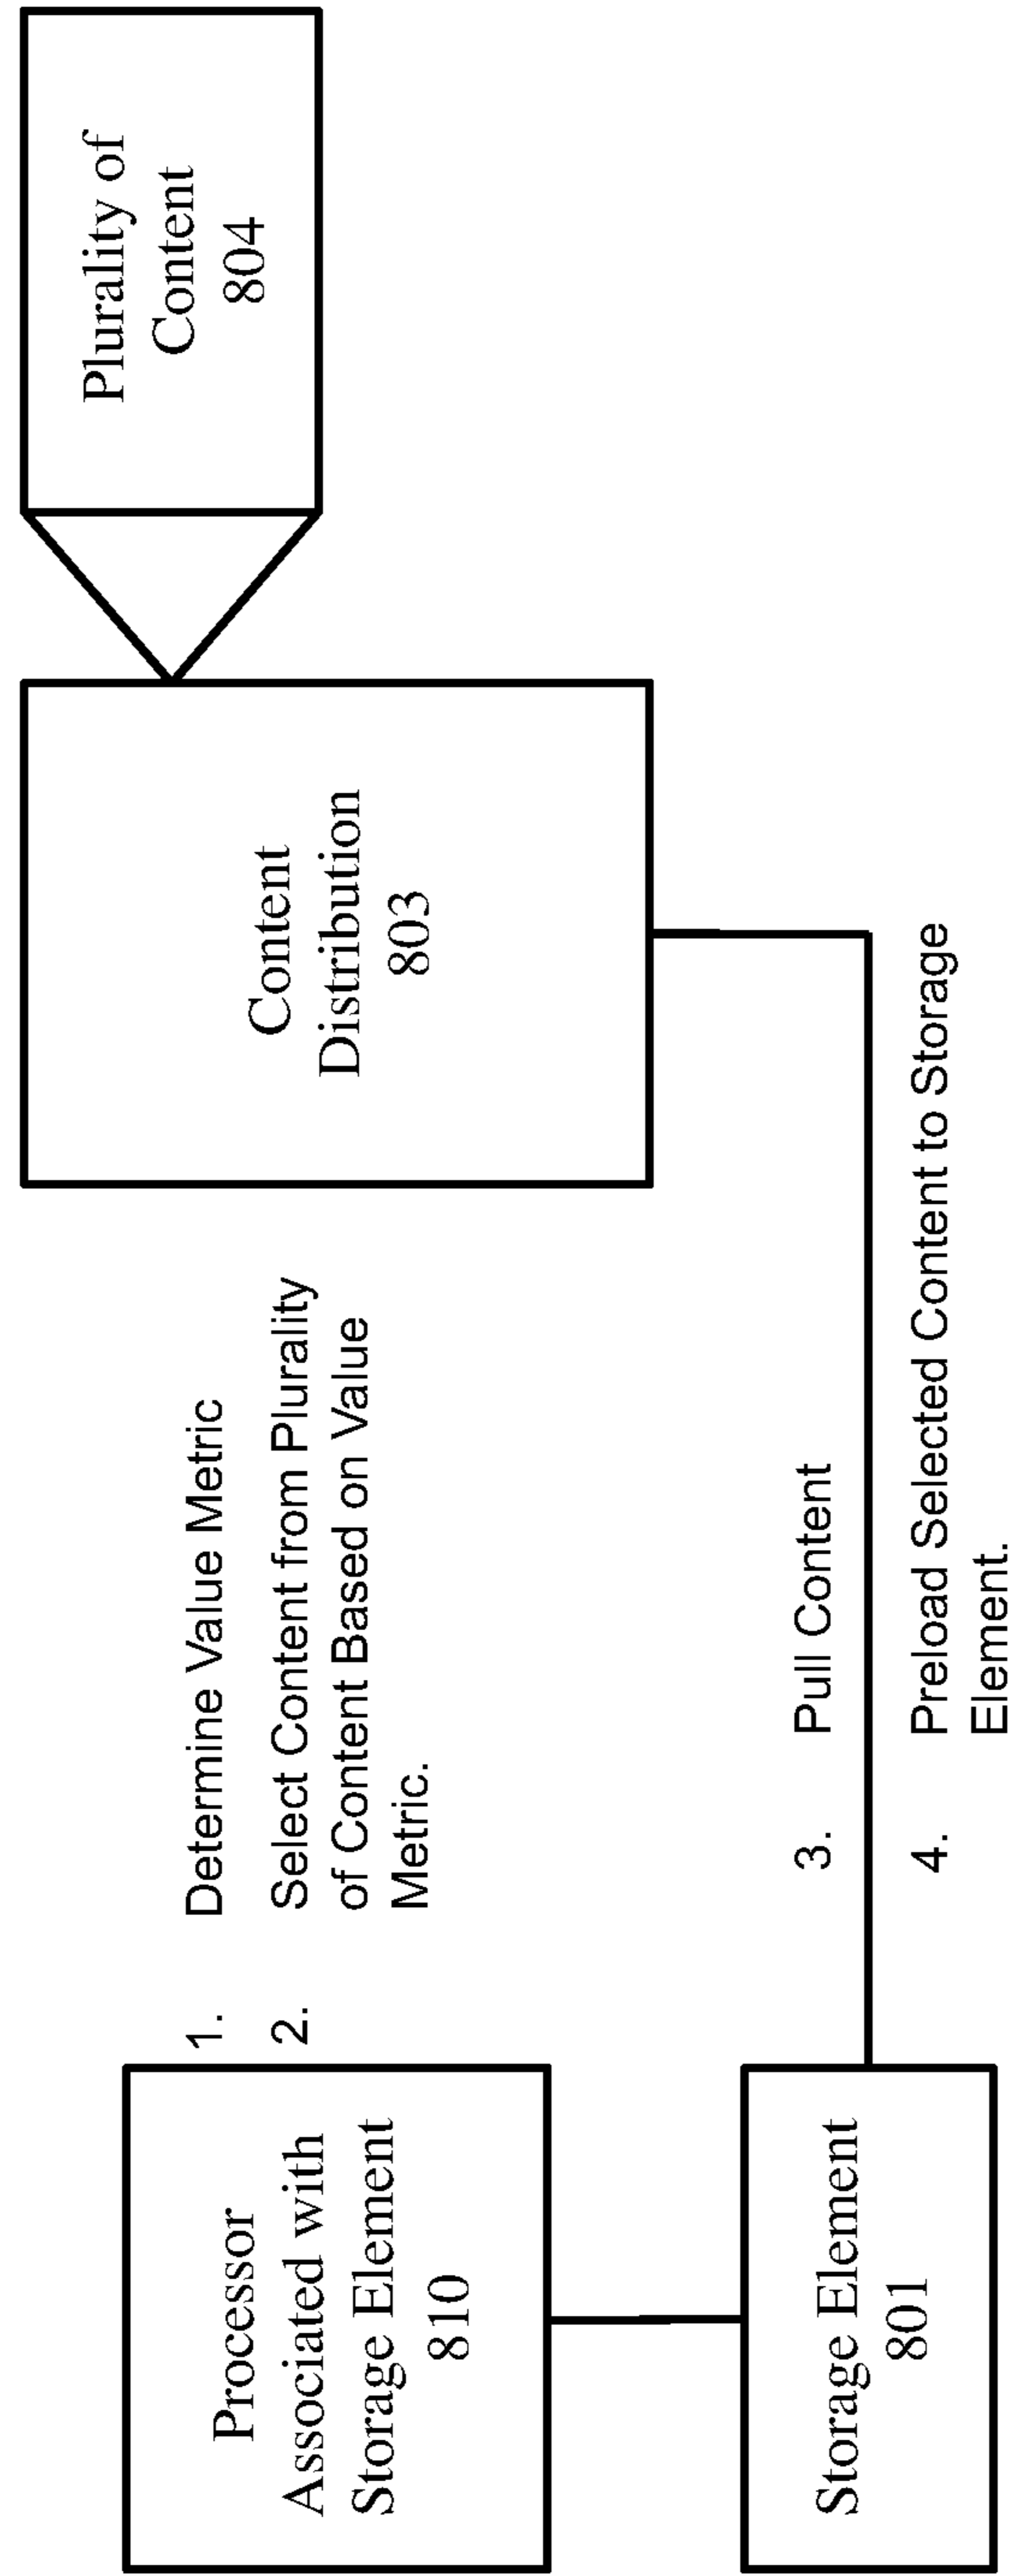 Processor
Associated with
Storage Element
810
1. Determine Value Metric
2. Select Content from Plurality
of Content Based on Value
Metric.
Content
Distribution
803
Plurality of
Content
804
Storage Element
801
3. Pull Content
4. Preload Selected Content to Storage
Element.